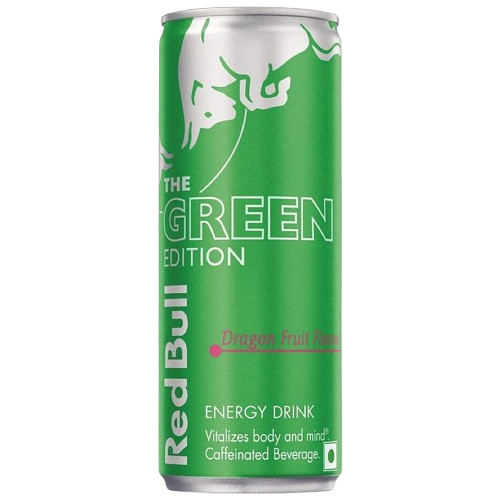 THE
GREEN
EDITION
Red Bull
Dragon Fruit
ENERGY DRINK
Vitalizes body and mind®.
Caffeinated Beverage.